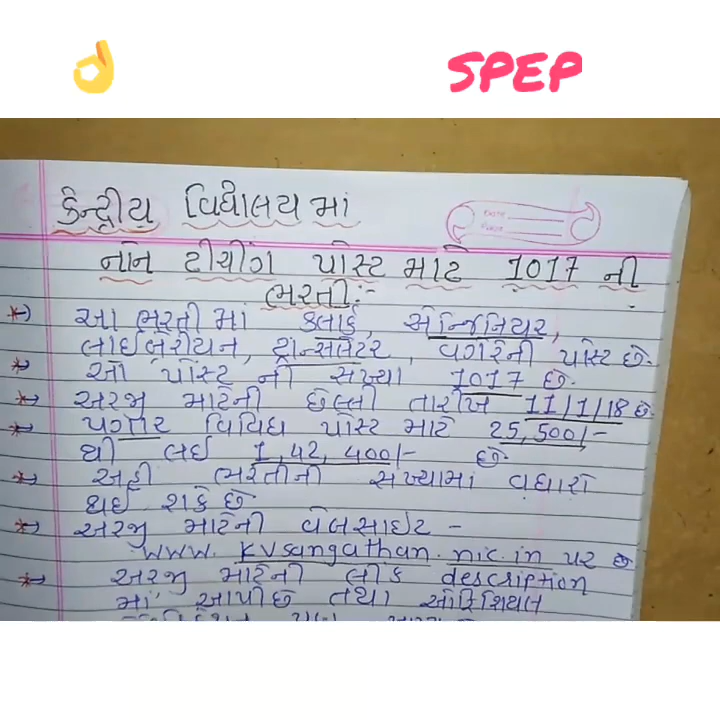 SPEP
કેન્દ્રીય વિદ્યાલય માં
નાન ટીચીંગ પોસ્ટ માટે 1017 ની
ભરતી:-
આ ભરતી માં કલાર્ક, એન્જિનિયર,
લાઈબ્રેરીયન, ટ્રાન્સલેટર, વગેરેની પોસ્ટ છે.
આ પોસ્ટ ની સંખ્યા 1017 છે.
અરજી માટેની છેલ્લી તારીખ 11/1/18 છે
પગાર વિવિધ પોસ્ટ માટે 25,500/-
થી લઈ 1,42,400/- છે
અહી ભરતીની સંખ્યામાં વધારો
થઈ શકે છે
અરજી માટેની વેબસાઈટ -
www. kvsangathan.nic.in પર છે
અરજી માટેની લીંક description
માં આપી છે તથા ઓફિશિયલ